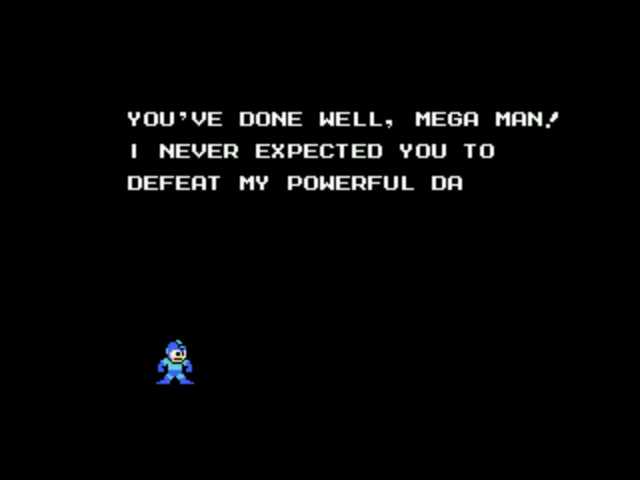 YOU'VE DONE WELL, MEGA MAN!
I NEVER EXPECTED YOU TO
DEFEAT MY POWERFUL DA